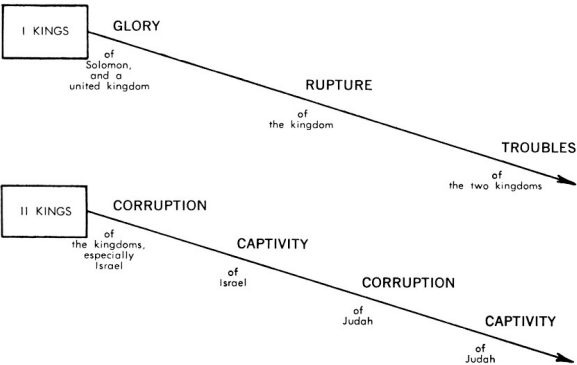 I KINGS
GLORY
of
Solomon,
and a
united kingdom
RUPTURE
of
the kingdom
TROUBLES
of
the two kingdoms
II KINGS
CORRUPTION
of
the kingdoms,
especially
Israel
CAPTIVITY
of
Israel
CORRUPTION
of
Judah
CAPTIVITY
of
Judah